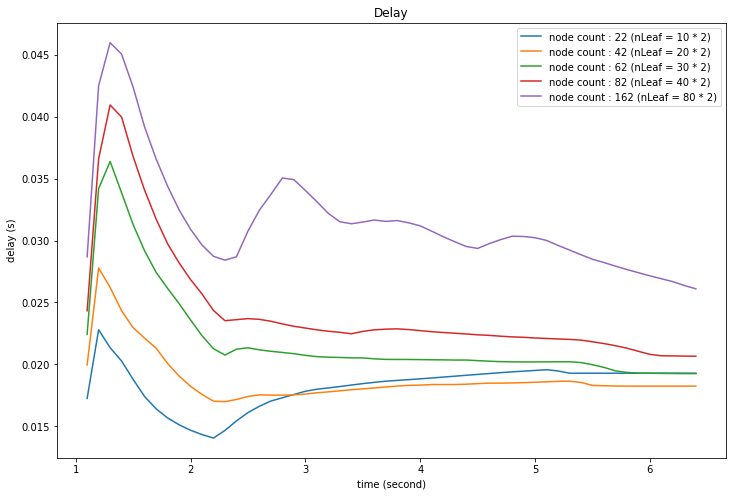 Delay
node count : 22 (nLeaf = 10 * 2)
node count : 42 (nLeaf = 20 * 2)
node count : 62 (nLeaf = 30 * 2)
node count : 82 (nLeaf = 40 * 2)
node count : 162 (nLeaf = 80 * 2)
delay (s)
0.045
0.040
0.035
0.030
0.025
0.020
0.015
1 2 3 4 5 6
time (second)